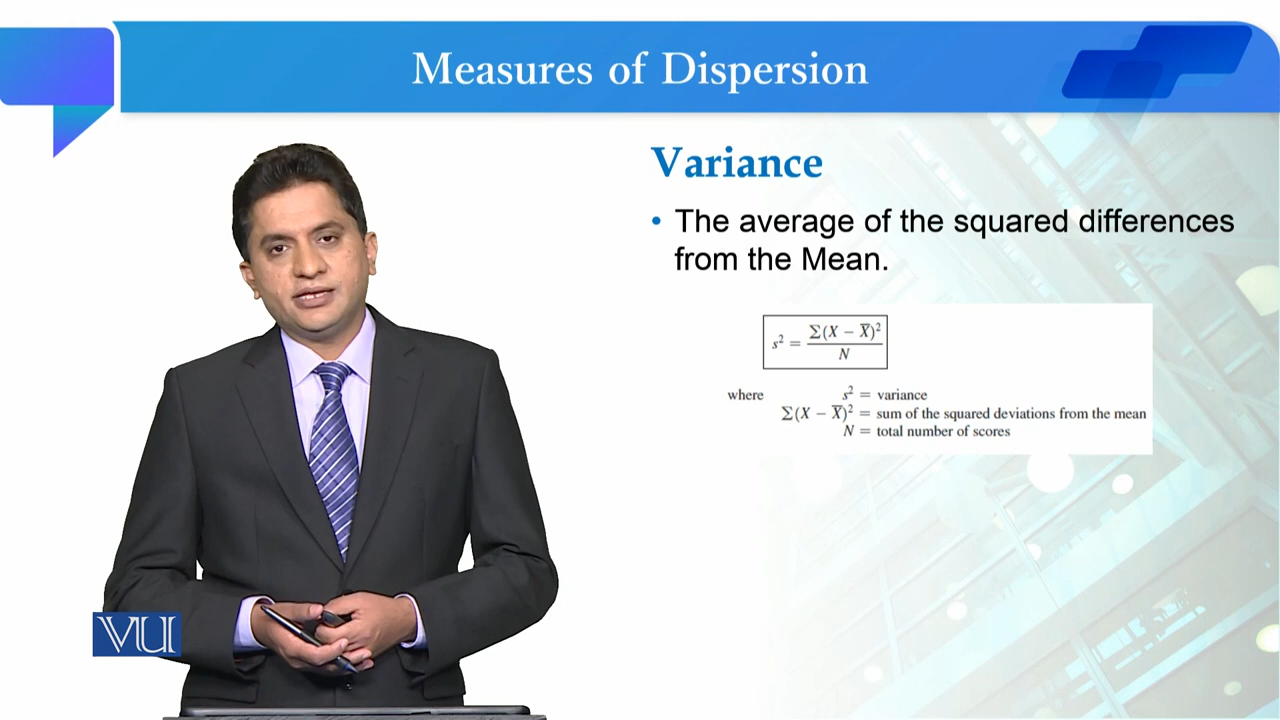 Measures of Dispersion
Variance
• The average of the squared differences
from the Mean.
s² = Σ(X − X̅)² / N
where s² = variance
Σ(X − X̅)² = sum of the squared deviations from the mean
N = total number of scores
VU